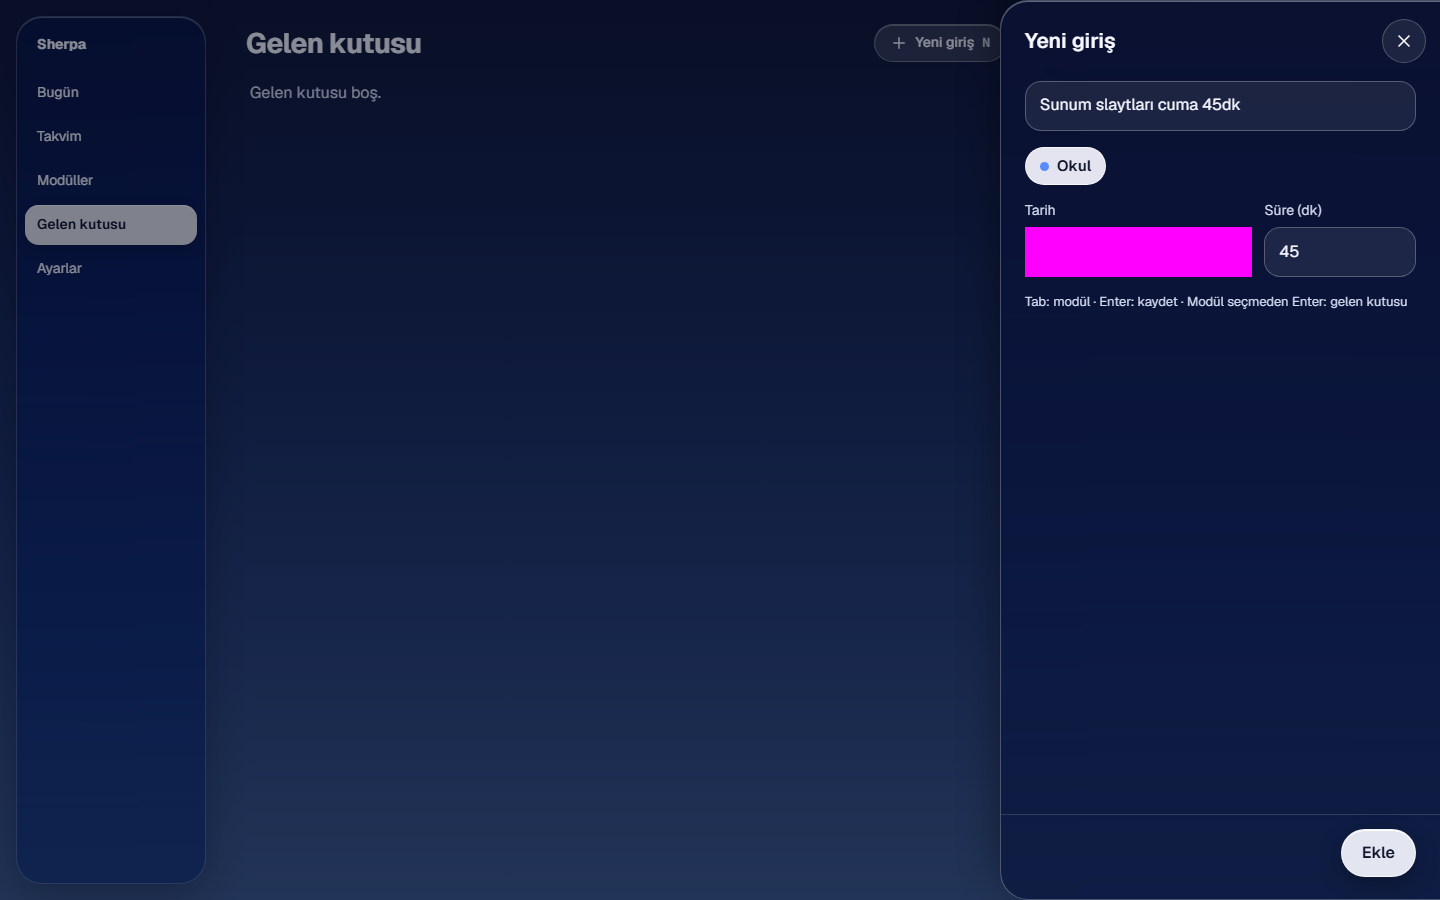 Sherpa
Bugün
Takvim
Modüller
Gelen kutusu
Ayarlar
Gelen kutusu
Yeni giriş N
Gelen kutusu boş.
Yeni giriş
Sunum slaytları cuma 45dk
Okul
Tarih
Süre (dk)
45
Tab: modül · Enter: kaydet · Modül seçmeden Enter: gelen kutusu
Ekle